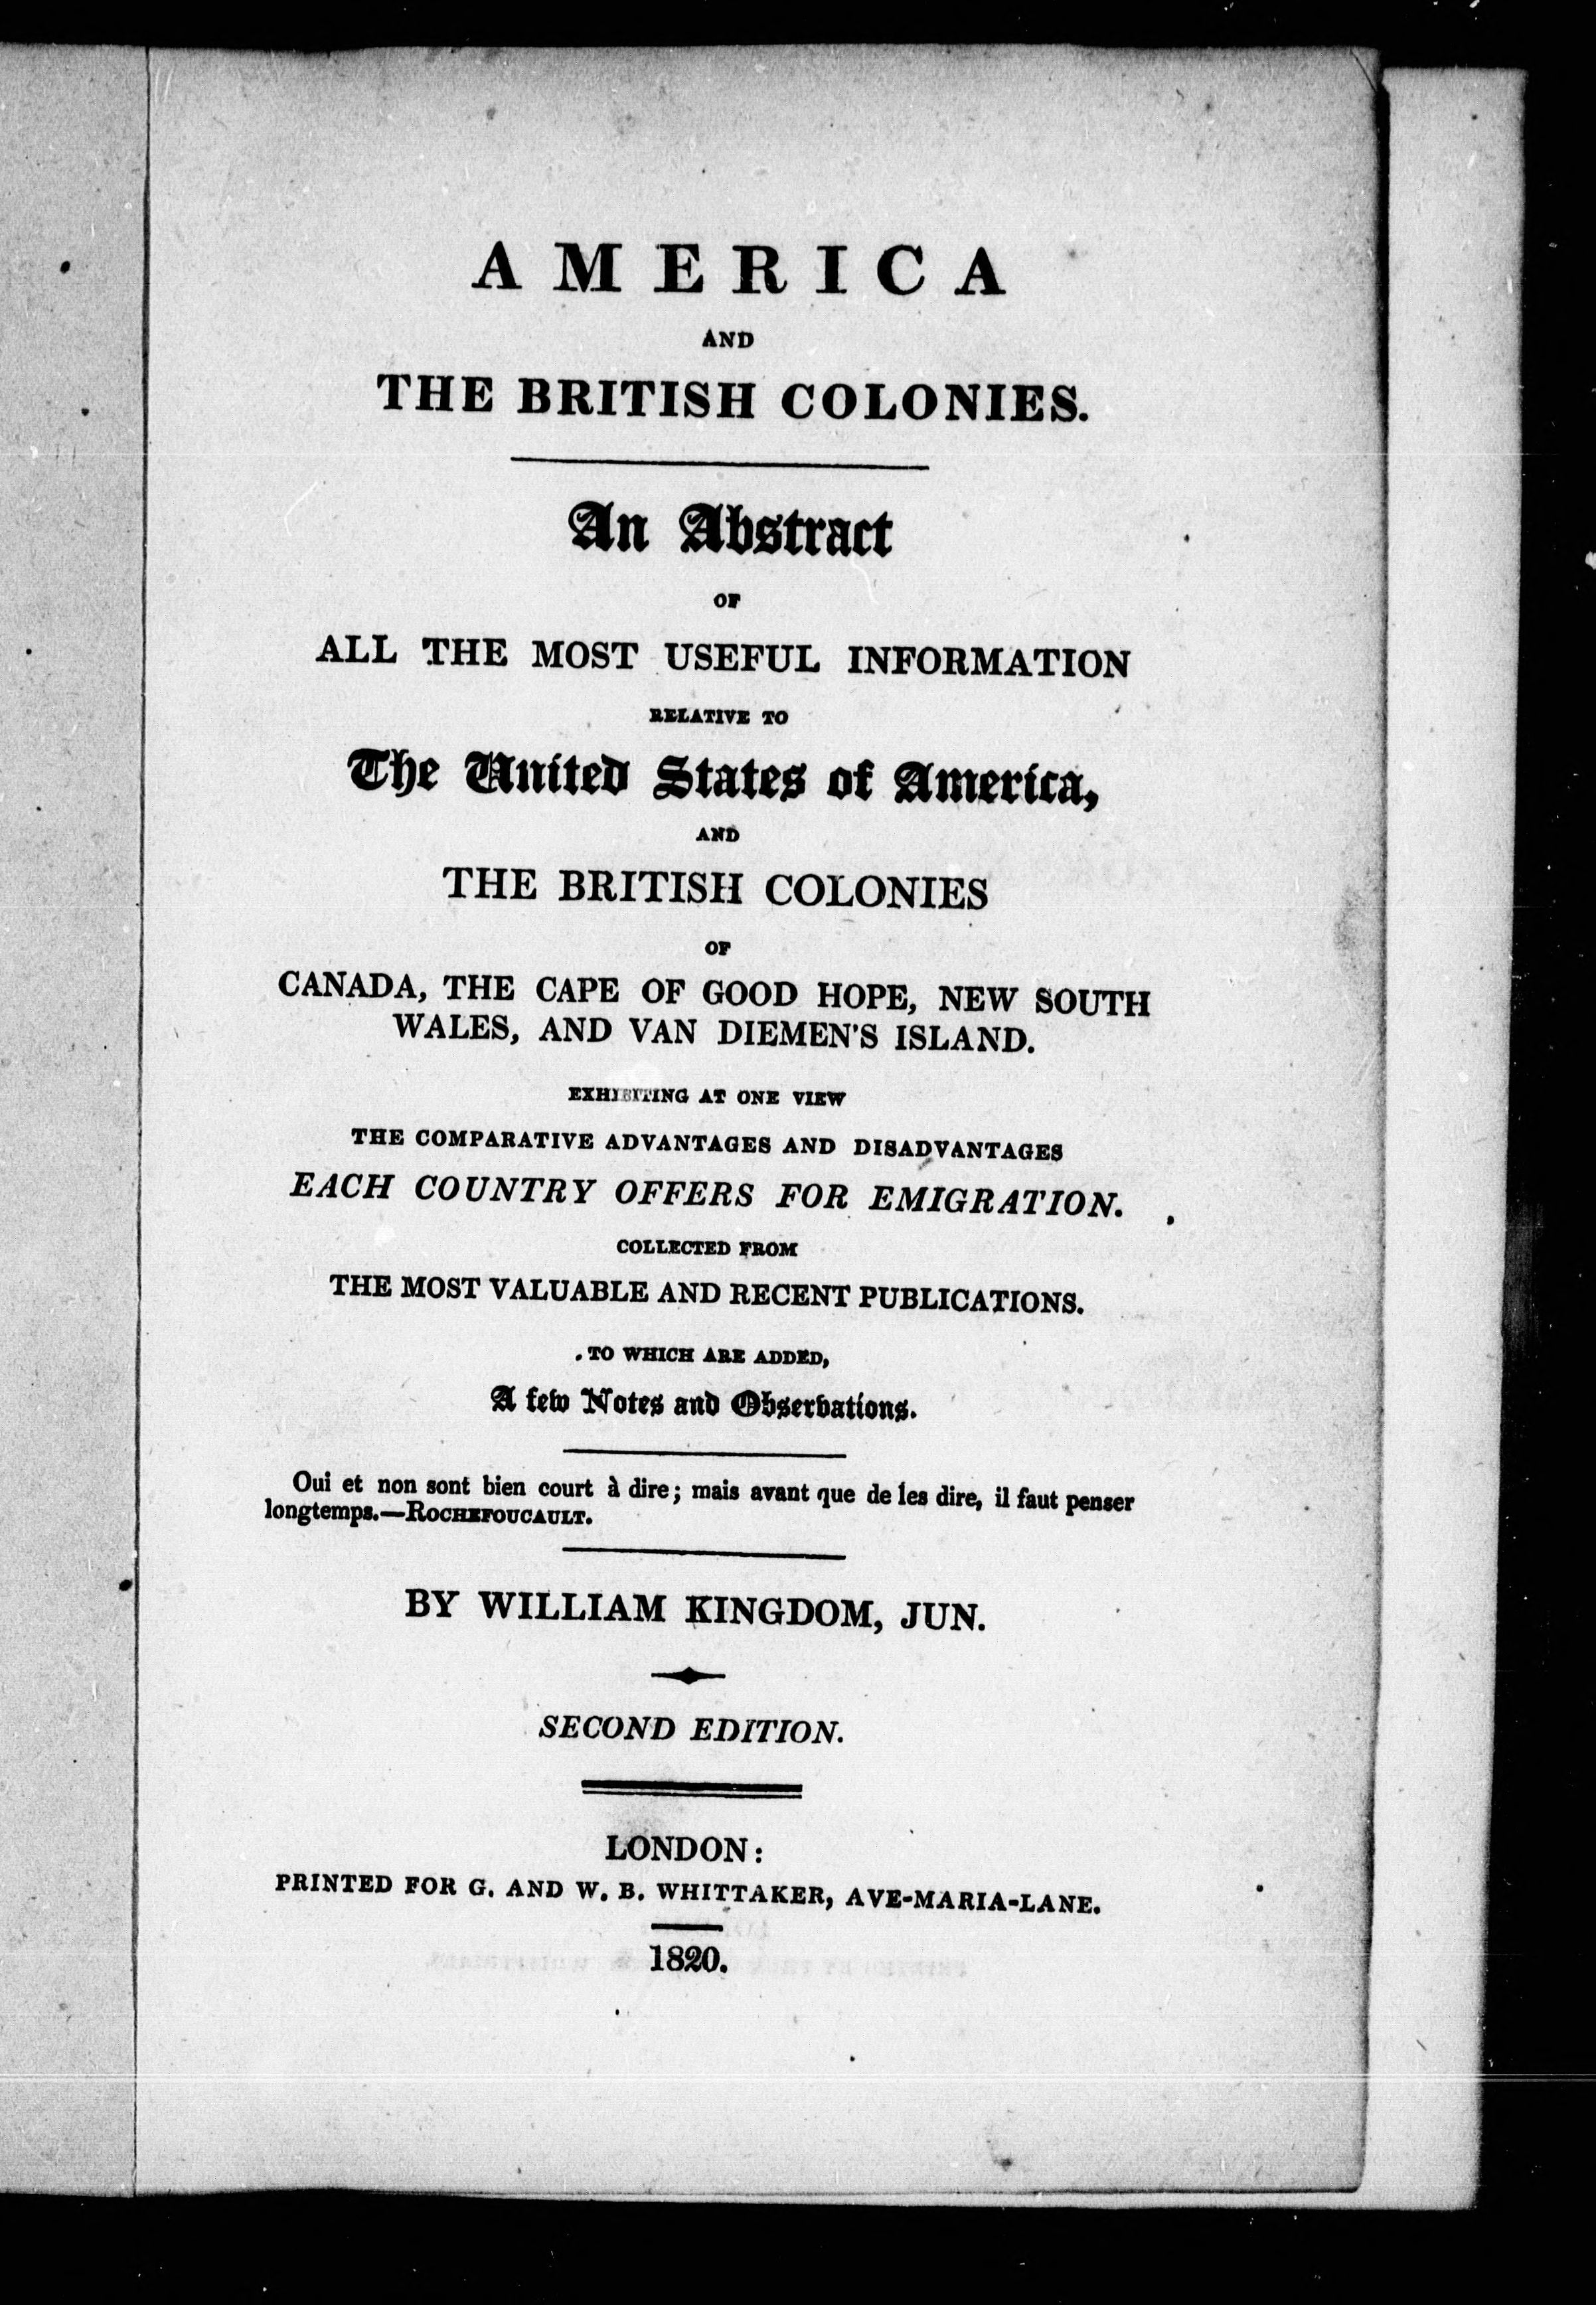 AMERICA
AND
THE BRITISH COLONIES.
An Abstract
OF
ALL THE MOST USEFUL INFORMATION
RELATIVE TO
The United States of America,
AND
THE BRITISH COLONIES
OF
CANADA, THE CAPE OF GOOD HOPE, NEW SOUTH
WALES, AND VAN DIEMEN'S ISLAND.
EXHIBITING AT ONE VIEW
THE COMPARATIVE ADVANTAGES AND DISADVANTAGES
EACH COUNTRY OFFERS FOR EMIGRATION.
COLLECTED FROM
THE MOST VALUABLE AND RECENT PUBLICATIONS.
TO WHICH ARE ADDED,
A few Notes and Observations.
Oui et non sont bien court à dire; mais avant que de les dire, il faut penser
longtemps.—ROCHEFOUCAULT.
BY WILLIAM KINGDOM, JUN.
SECOND EDITION.
LONDON:
PRINTED FOR G. AND W. B. WHITTAKER, AVE-MARIA-LANE.
1820.